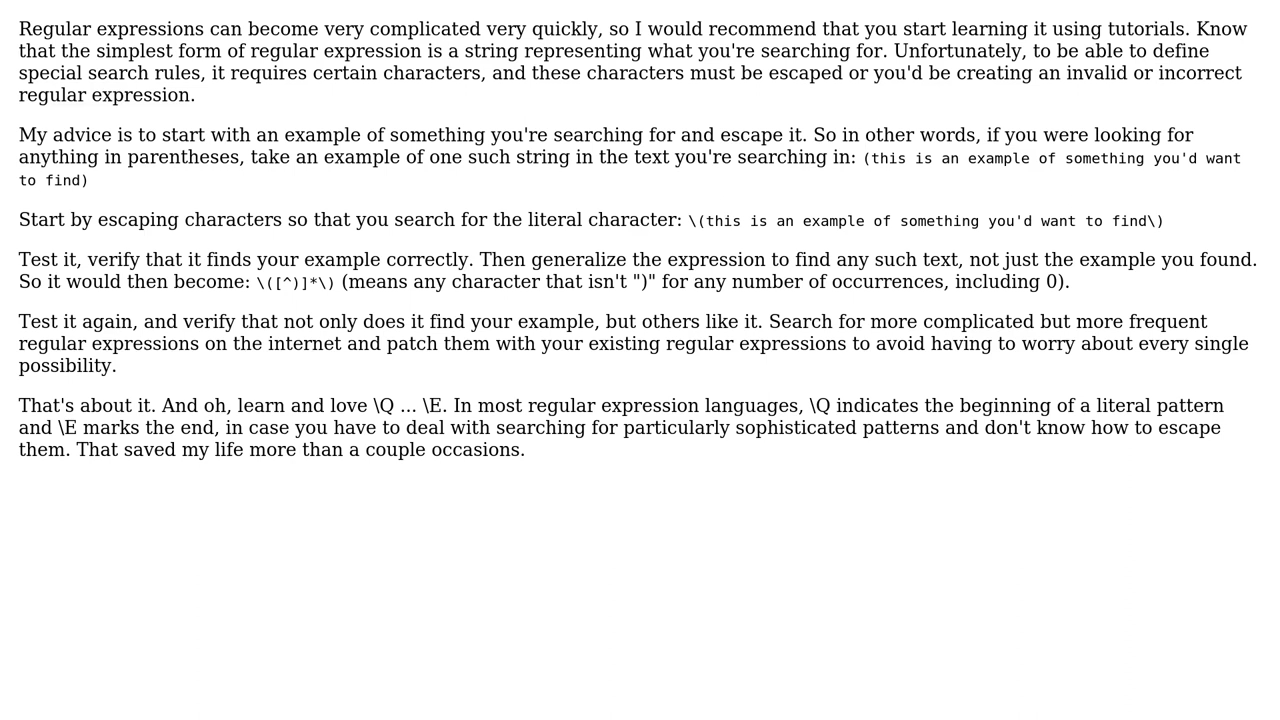 Regular expressions can become very complicated very quickly, so I would recommend that you start learning it using tutorials. Know
that the simplest form of regular expression is a string representing what you're searching for. Unfortunately, to be able to define
special search rules, it requires certain characters, and these characters must be escaped or you'd be creating an invalid or incorrect
regular expression.
My advice is to start with an example of something you're searching for and escape it. So in other words, if you were looking for
anything in parentheses, take an example of one such string in the text you're searching in: (this is an example of something you'd want
to find)
Start by escaping characters so that you search for the literal character: \(this is an example of something you'd want to find\)
Test it, verify that it finds your example correctly. Then generalize the expression to find any such text, not just the example you found.
So it would then become: \([^)]*\) (means any character that isn't ")" for any number of occurrences, including 0).
Test it again, and verify that not only does it find your example, but others like it. Search for more complicated but more frequent
regular expressions on the internet and patch them with your existing regular expressions to avoid having to worry about every single
possibility.
That's about it. And oh, learn and love \Q ... \E. In most regular expression languages, \Q indicates the beginning of a literal pattern
and \E marks the end, in case you have to deal with searching for particularly sophisticated patterns and don't know how to escape
them. That saved my life more than a couple occasions.